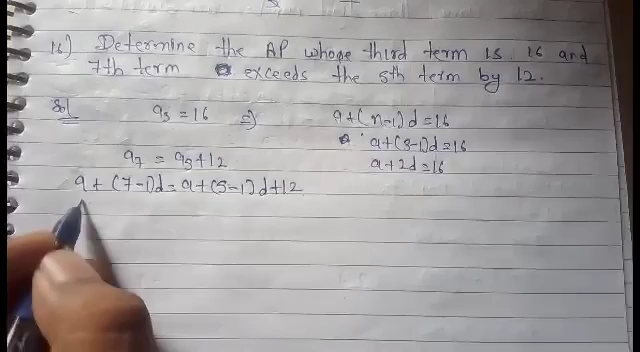 16) Determine the AP whose third term is 16 and
7th term exceeds the 5th term by 12.
Sol a3 = 16 => a+(n-1)d=16
a+(3-1)d=16
a7 = a5+12 a+2d=16
a+(7-1)d=a+(5-1)d+12